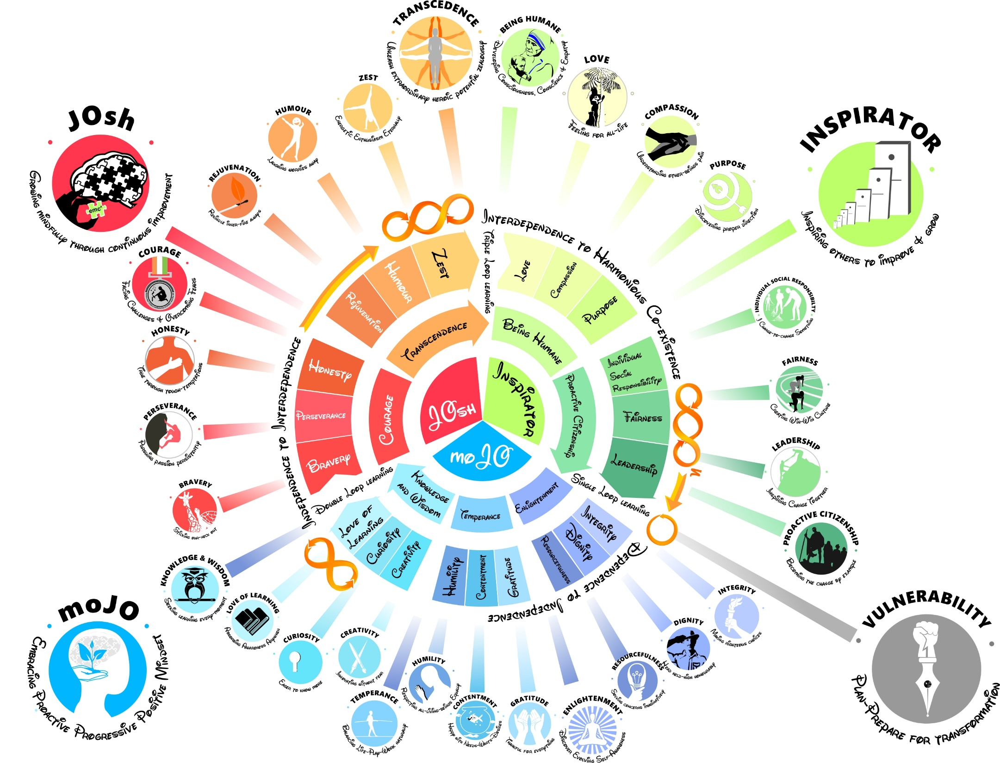 TRANSCEDENCE
Unleash extraordinary heroic potential zealously
BEING HUMANE
Developing Consciousness, Conscience & Empathy
LOVE
Feeling for all-life
COMPASSION
Understanding other-beings pain
PURPOSE
Discovering proper direction
INSPIRATOR
Inspiring others to improve & grow
INDIVIDUAL SOCIAL RESPONSIBILTY
I Change-to-change Something
FAIRNESS
Creating Win-Win Culture
LEADERSHIP
Inspiring Change Together
PROACTIVE CITIZENSHIP
Becoming the change by example
VULNERABILITY
Plan-Prepare for transformation
INTEGRITY
Making righteous choices
DIGNITY
Head held-high honourably
RESOURCEFULNESS
Solving concerns imaginatively
ENLIGHTENMENT
Discover Evolving Self-Awareness
GRATITUDE
Thankful for everything
CONTENTMENT
Happy with Needs-Wants-Desires
HUMILITY
Respecting all-living-beings Equally
TEMPERANCE
Balancing Life-Play-Work naturally
CREATIVITY
Innovating without fear
CURIOSITY
Eager to know more
LOVE OF LEARNING
Absorbing Awareness Anywhen
KNOWLEDGE & WISDOM
Seeking learning every-moment
moJO
Embracing Proactive Progressive Positive Mindset
BRAVERY
Sticking our-neck out
PERSEVERANCE
Pursuing passion persistently
HONESTY
True through tough-temptations
COURAGE
Facing Challenges & Overcoming Fears
JOsh
Growing mindfully through continuous improvement
emc"
REJUVENATION
Rekindle inner-fire always
HUMOUR
Laughing worries away
ZEST
Energetic Enthusiasm Eternally
Interdependence to Harmonious Co-existence
Triple Loop learning
Love
Compassion
Purpose
Individual
Social
Responsibility
Fairness
Leadership
n
Single Loop learning
Dependence to Independence
Integrity
Dignity
Resourcefulness
Gratitude
Contentment
Humility
Creativity
Curiosity
Love of
Learning
Double Loop learning
Independence to Interdependence
Bravery
Perseverance
Honesty
Rejuvenation
Humour
Zest
Transcendence
Being Humane
Proactive Citizenship
Enlightenment
Temperance
Knowledge
and Wisdom
Courage
JOsh
Inspirator
moJO